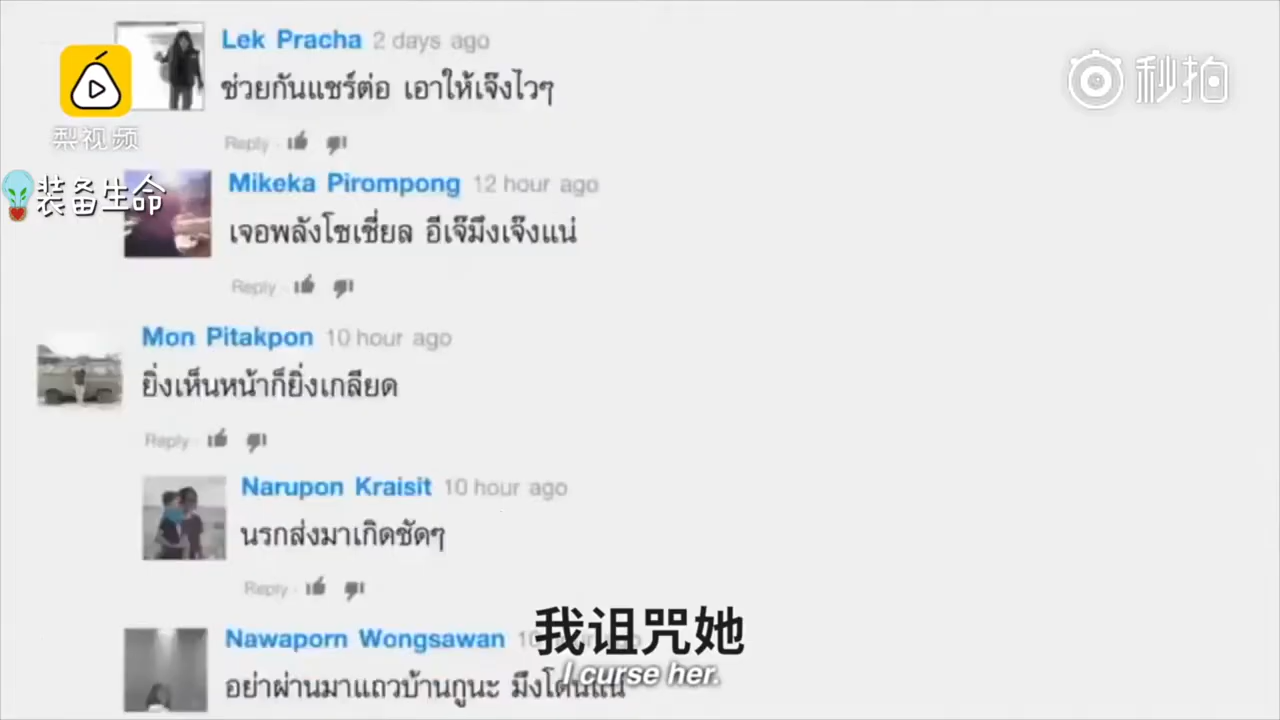 Lek Pracha 2 days ago
ช่วยกันแชร์ต่อ เอาให้เจ๊งไวๆ
Reply
梨视频
秒拍
装备生命
Mikeka Pirompong 12 hour ago
เจอพลังโซเชี่ยล อีเจ๊มึงเจ๊งแน่
Reply
Mon Pitakpon 10 hour ago
ยิ่งเห็นหน้าก็ยิ่งเกลียด
Reply
Narupon Kraisit 10 hour ago
นรกส่งมาเกิดชัดๆ
Reply
Nawaporn Wongsawan
我诅咒她
I curse her.
อย่าผ่านมาแถวบ้านกูนะ มึงโดนแน่